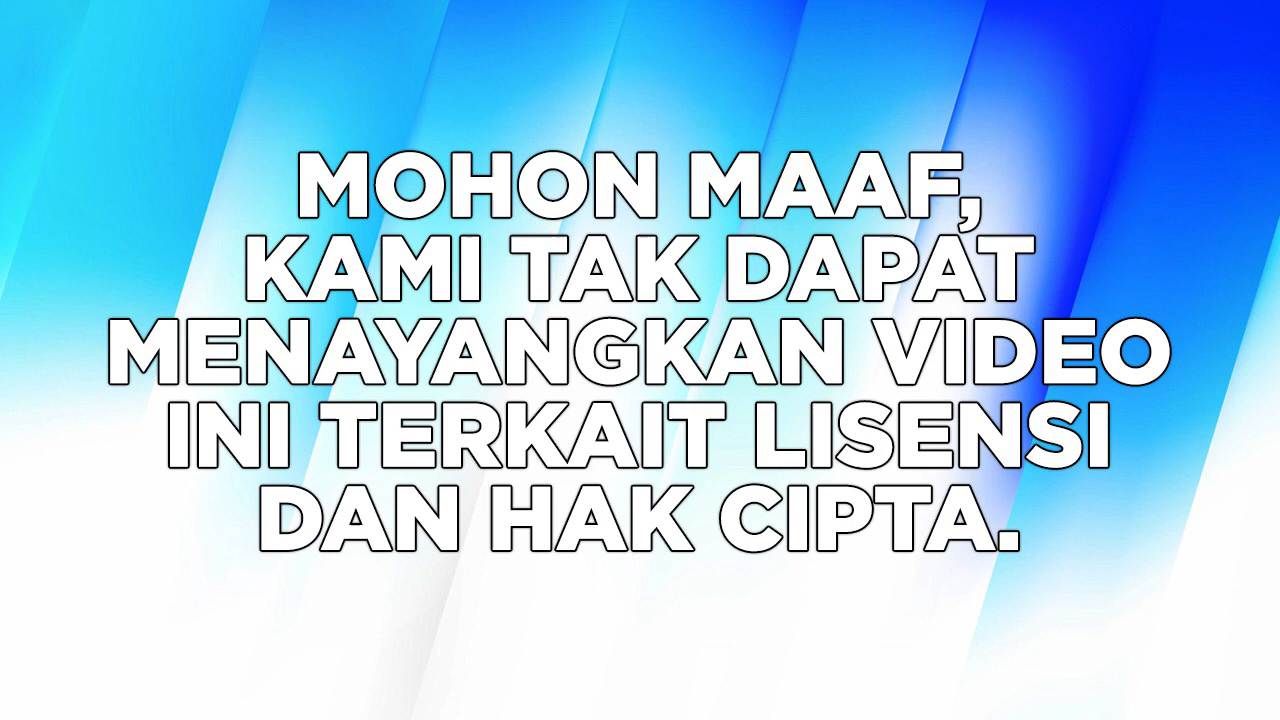 MOHON MAAF,
KAMI TAK DAPAT
MENAYANGKAN VIDEO
INI TERKAIT LISENSI
DAN HAK CIPTA.